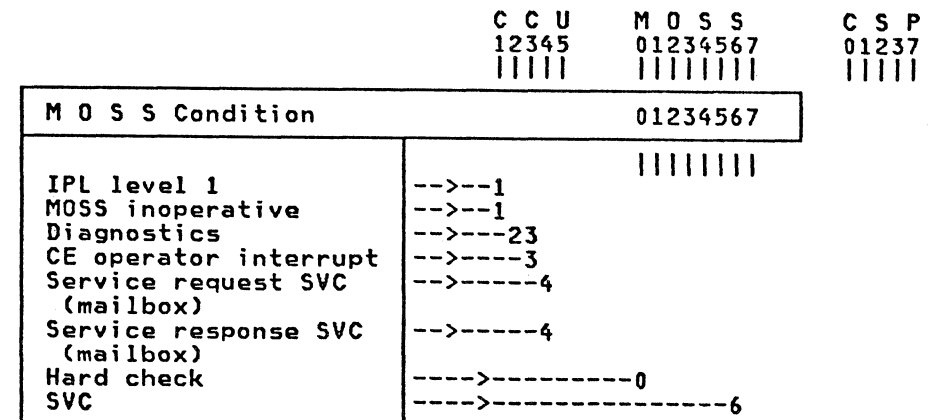 C C U M O S S C S P
12345 01234567 01237
||||| |||||||| |||||
M O S S Condition 01234567
||||||||
IPL level 1 -->--1
MOSS inoperative -->--1
Diagnostics -->---23
CE operator interrupt -->----3
Service request SVC -->-----4
(mailbox)
Service response SVC -->-----4
(mailbox)
Hard check ---->---------0
SVC ---->---------------6